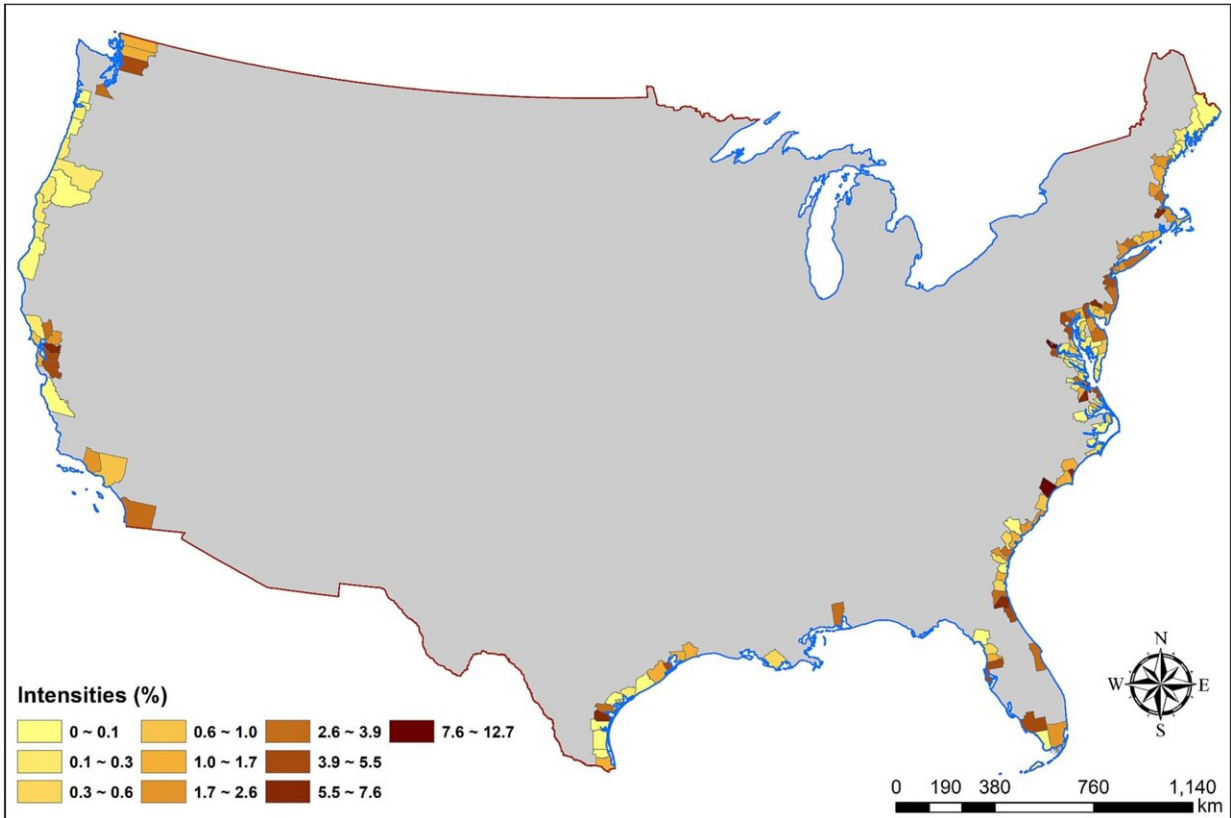 N
W E
S
Intensities (%)
0 ~ 0.1 0.6 ~ 1.0 2.6 ~ 3.9 7.6 ~ 12.7
0.1 ~ 0.3 1.0 ~ 1.7 3.9 ~ 5.5
0.3 ~ 0.6 1.7 ~ 2.6 5.5 ~ 7.6
0 190 380 760 1,140
km